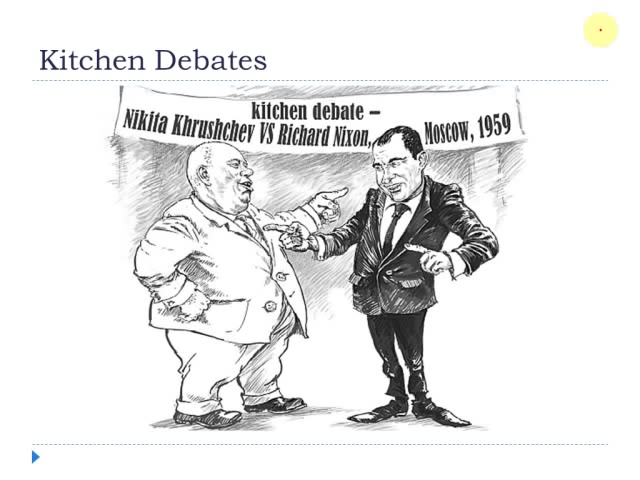 Kitchen Debates
kitchen debate –
Nikita Khrushchev VS Richard Nixon, Moscow, 1959